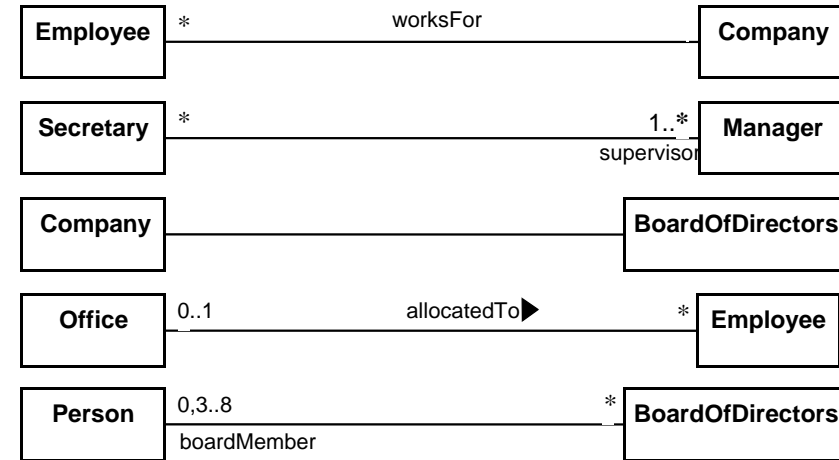 Employee * worksFor Company
Secretary * 1..* Manager
supervisor
Company BoardOfDirectors
Office 0..1 allocatedTo * Employee
Person 0,3..8 * BoardOfDirectors
boardMember